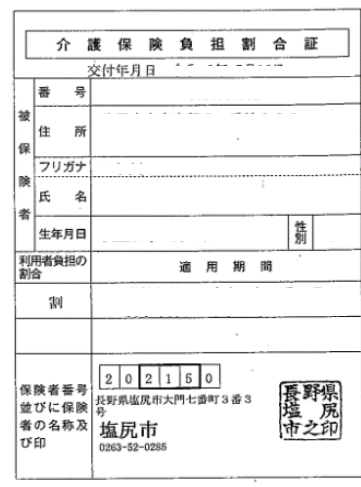 介護保険負担割合証
交付年月日
被保険者
番号
住所
フリガナ
氏名
生年月日
性別
利用者負担の割合
適用期間
割
保険者番号
並びに保険
者の名称及
び印
202150
長野県塩尻市大門七番町3番3
号
塩尻市
0263-52-0285
長野県
塩尻
市之印